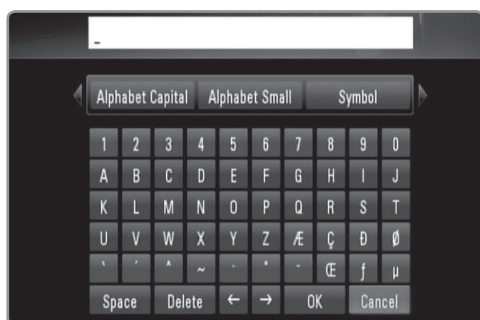 _
Alphabet Capital Alphabet Small Symbol
1 2 3 4 5 6 7 8 9 0
A B C D E F G H I J
K L M N O P Q R S T
U V W X Y Z Æ Ç Ð Ø
` ´ ^ ~ Œ ƒ µ
Space Delete ← → OK Cancel